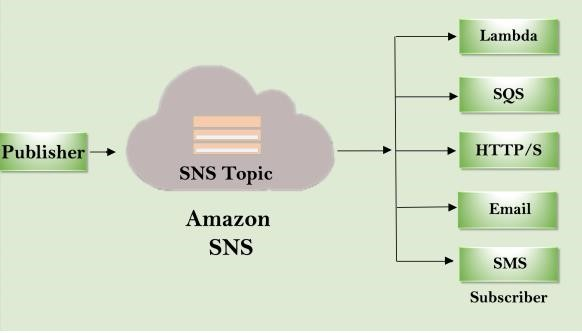 Publisher
SNS Topic
Amazon
SNS
Lambda
SQS
HTTP/S
Email
SMS
Subscriber